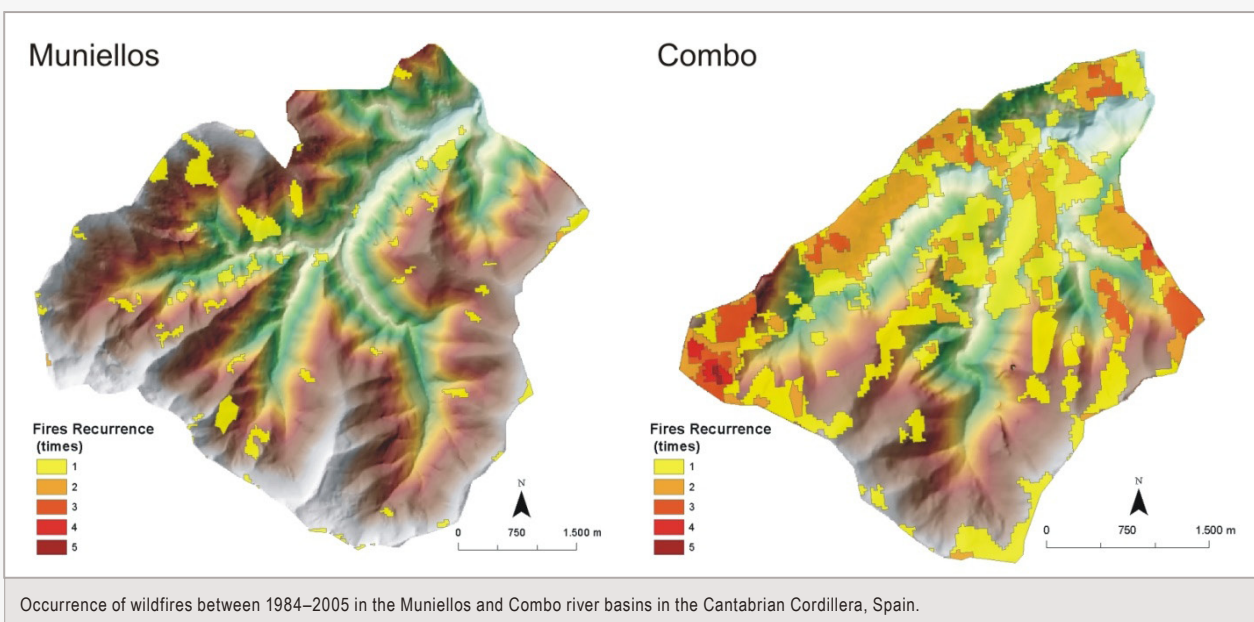 Muniellos
Fires Recurrence
(times)
1
2
3
4
5
N
0 750 1.500 m
Combo
Fires Recurrence
(times)
1
2
3
4
5
N
0 750 1.500 m
Occurrence of wildfires between 1984–2005 in the Muniellos and Combo river basins in the Cantabrian Cordillera, Spain.